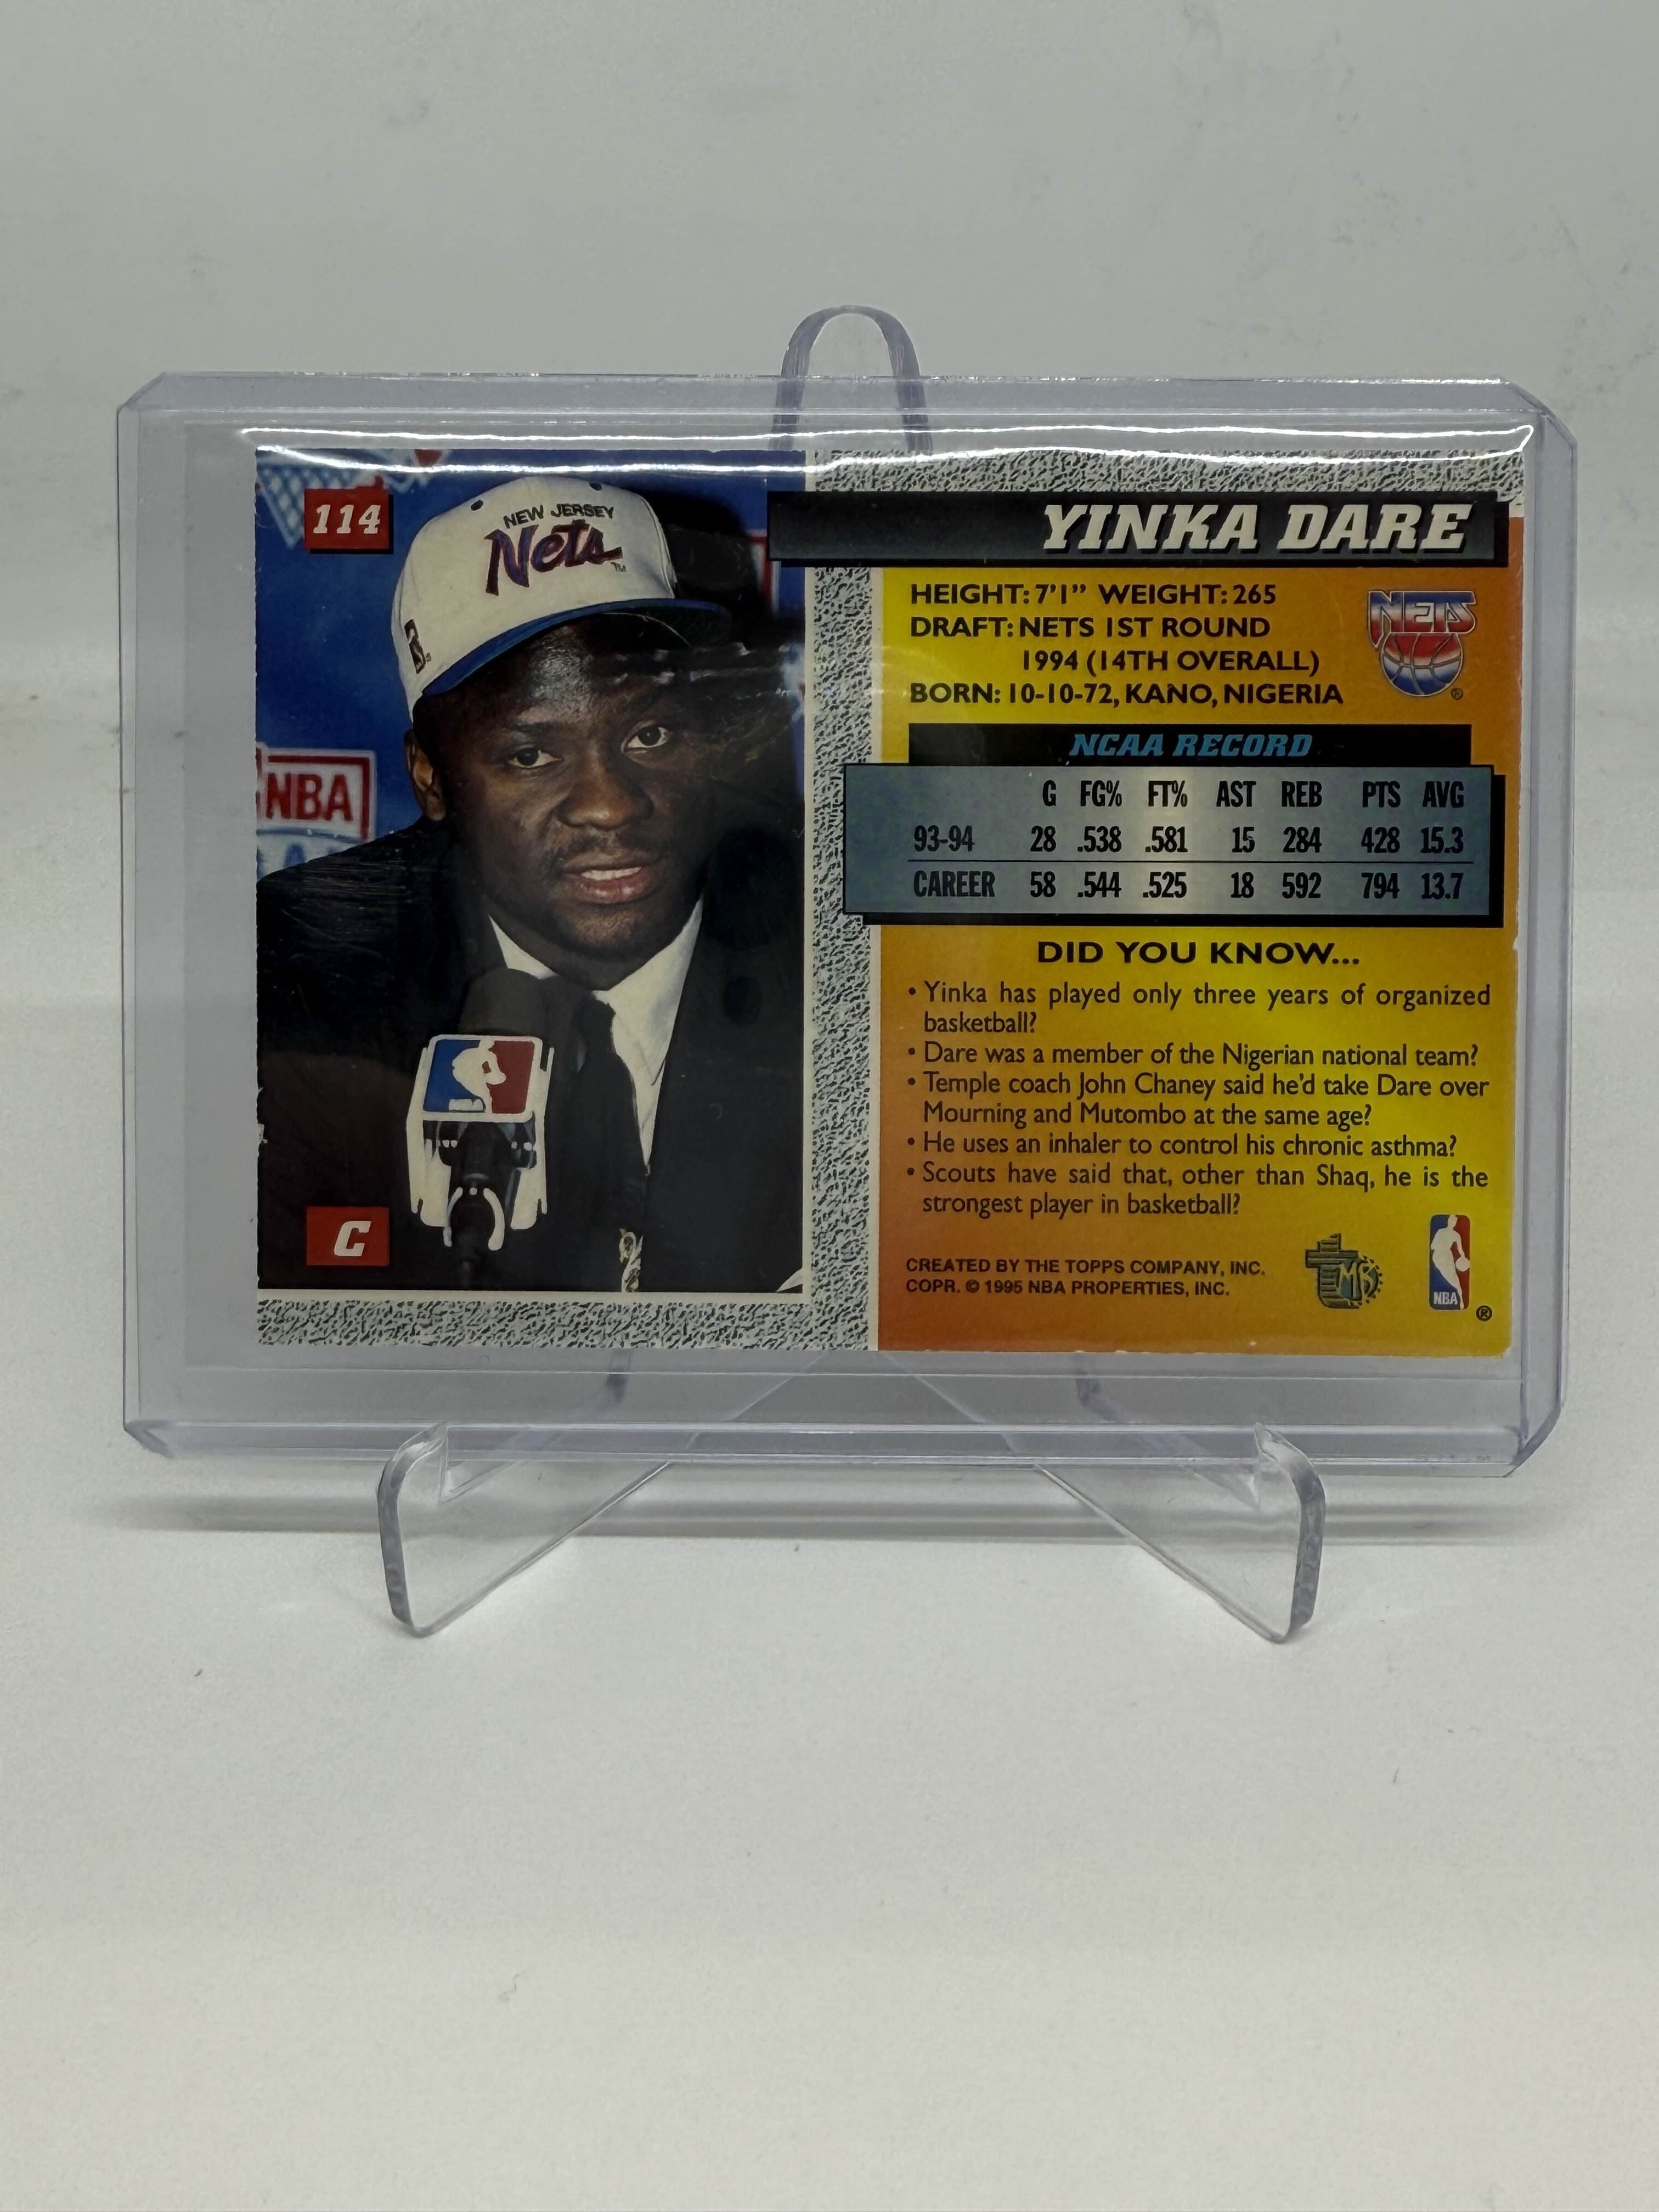 114
NEW JERSEY
Nets
TM
NBA
C
YINKA DARE
HEIGHT: 7'1" WEIGHT: 265
DRAFT: NETS 1ST ROUND
1994 (14TH OVERALL)
BORN: 10-10-72, KANO, NIGERIA
NETS
®
NCAA RECORD
G FG% FT% AST REB PTS AVG
93-94 28 .538 .581 15 284 428 15.3
CAREER 58 .544 .525 18 592 794 13.7
DID YOU KNOW...
• Yinka has played only three years of organized
basketball?
• Dare was a member of the Nigerian national team?
• Temple coach John Chaney said he'd take Dare over
Mourning and Mutombo at the same age?
• He uses an inhaler to control his chronic asthma?
• Scouts have said that, other than Shaq, he is the
strongest player in basketball?
CREATED BY THE TOPPS COMPANY, INC.
COPR. © 1995 NBA PROPERTIES, INC.
NBA
®